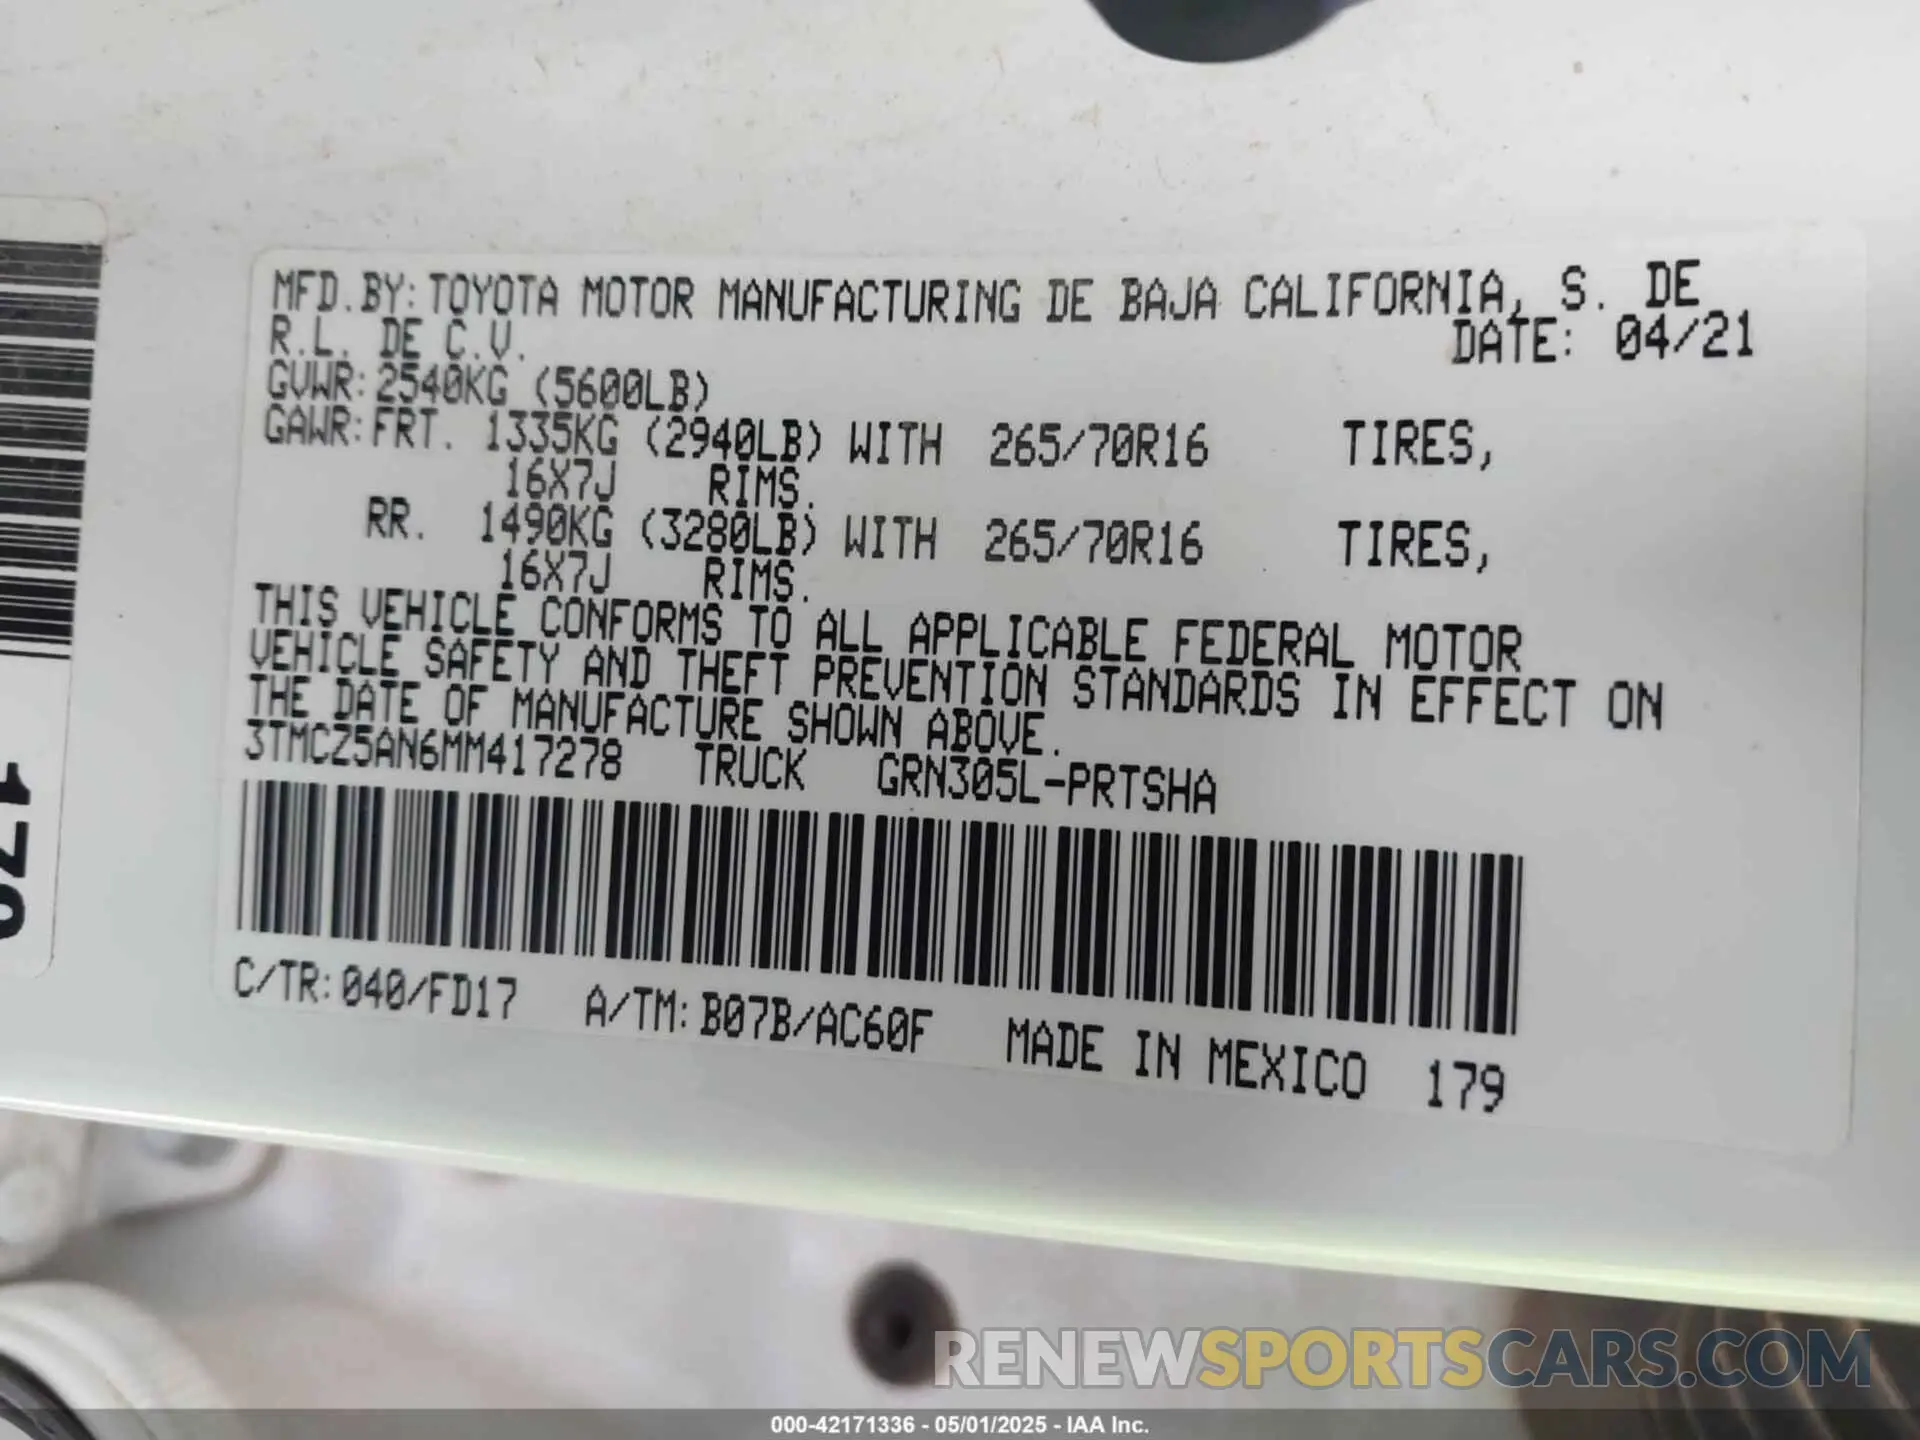 MFD.BY:TOYOTA MOTOR MANUFACTURING DE BAJA CALIFORNIA, S. DE
R.L. DE C.V. DATE: 04/21
GVWR:2540KG (5600LB)
GAWR:FRT. 1335KG (2940LB) WITH 265/70R16 TIRES,
16X7J RIMS.
RR. 1490KG (3280LB) WITH 265/70R16 TIRES,
16X7J RIMS.
THIS VEHICLE CONFORMS TO ALL APPLICABLE FEDERAL MOTOR
VEHICLE SAFETY AND THEFT PREVENTION STANDARDS IN EFFECT ON
THE DATE OF MANUFACTURE SHOWN ABOVE.
3TMCZ5AN6MM417278 TRUCK GRN305L-PRTSHA
C/TR:040/FD17 A/TM:B07B/AC60F MADE IN MEXICO 179
RENEWSPORTSCARS.COM
000-42171336 - 05/01/2025 - IAA Inc.